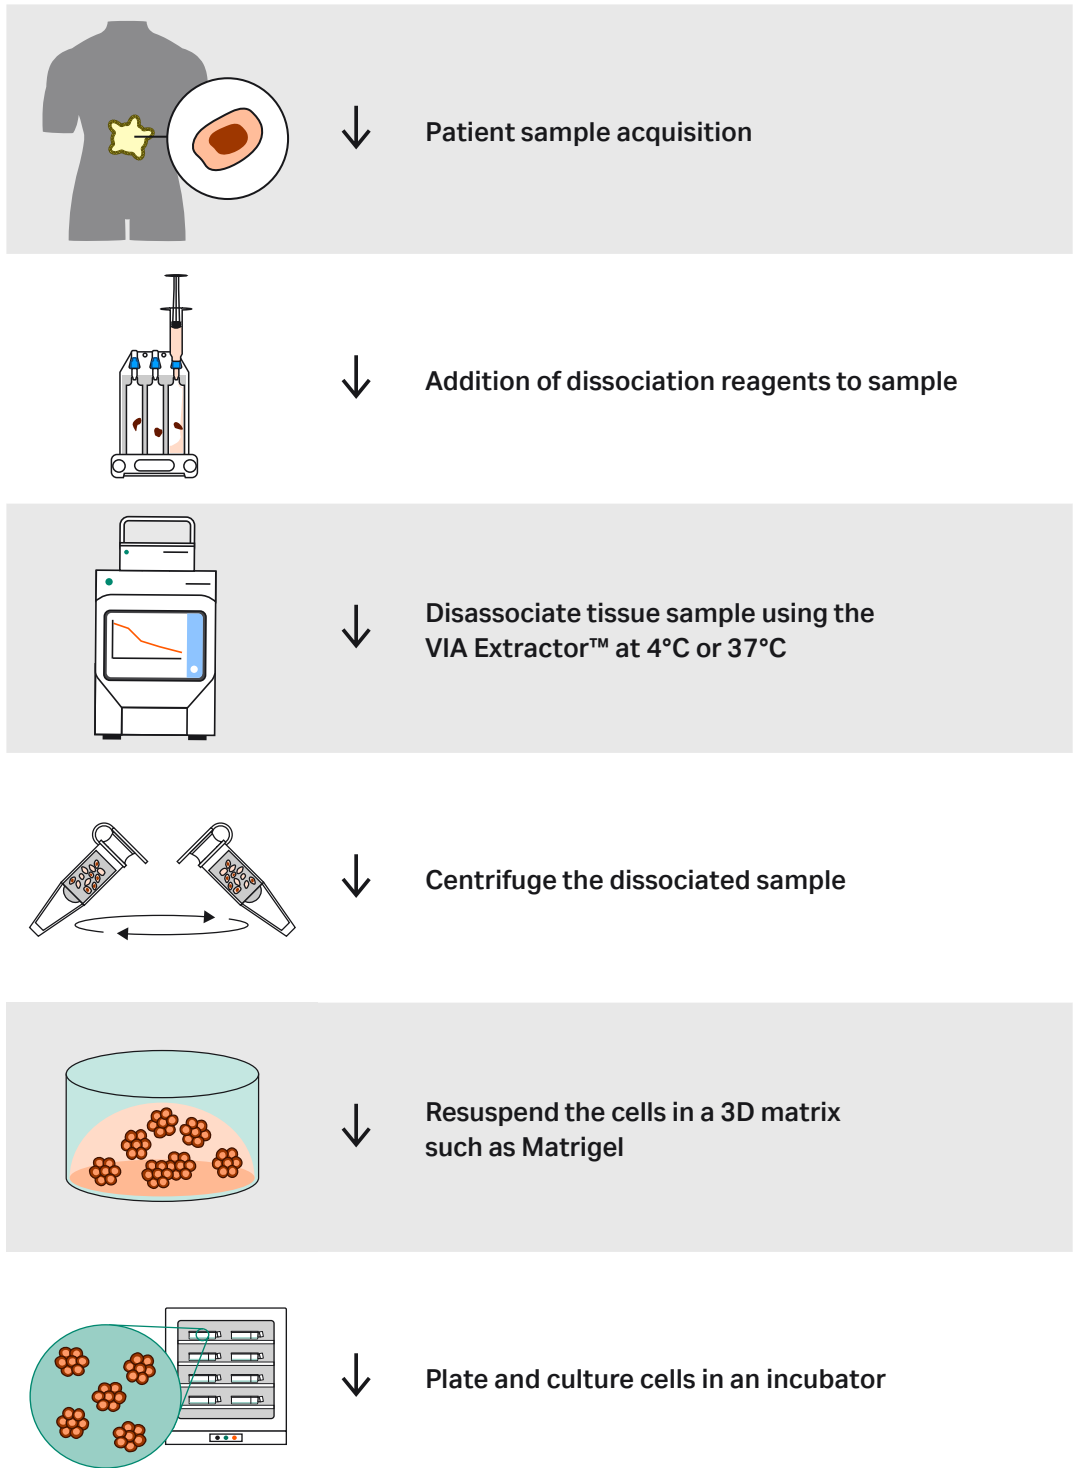 Patient sample acquisition
Addition of dissociation reagents to sample
Disassociate tissue sample using the
VIA Extractor™ at 4°C or 37°C
Centrifuge the dissociated sample
Resuspend the cells in a 3D matrix
such as Matrigel
Plate and culture cells in an incubator